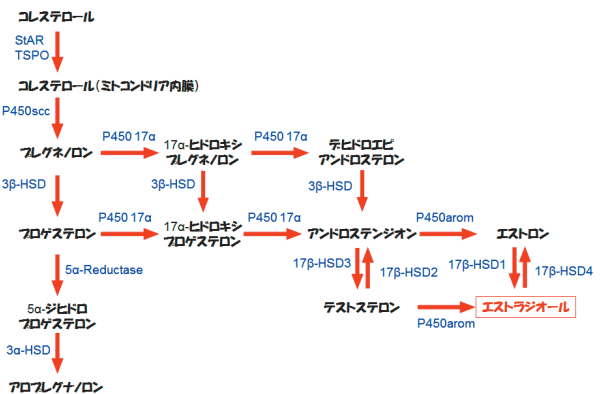 コレステロール
StAR
TSPO
コレステロール(ミトコンドリア内膜)
P450scc
プレグネノロン
P450 17α
17α-ヒドロキシ
プレグネノロン
P450 17α
デヒドロエピ
アンドロステロン
3β-HSD
3β-HSD
3β-HSD
プロゲステロン
P450 17α
17α-ヒドロキシ
プロゲステロン
P450 17α
アンドロステンジオン
P450arom
エストロン
5α-Reductase
17β-HSD3
17β-HSD2
17β-HSD1
17β-HSD4
5α-ジヒドロ
プロゲステロン
テストステロン
P450arom
エストラジオール
3α-HSD
アロプレグナノロン